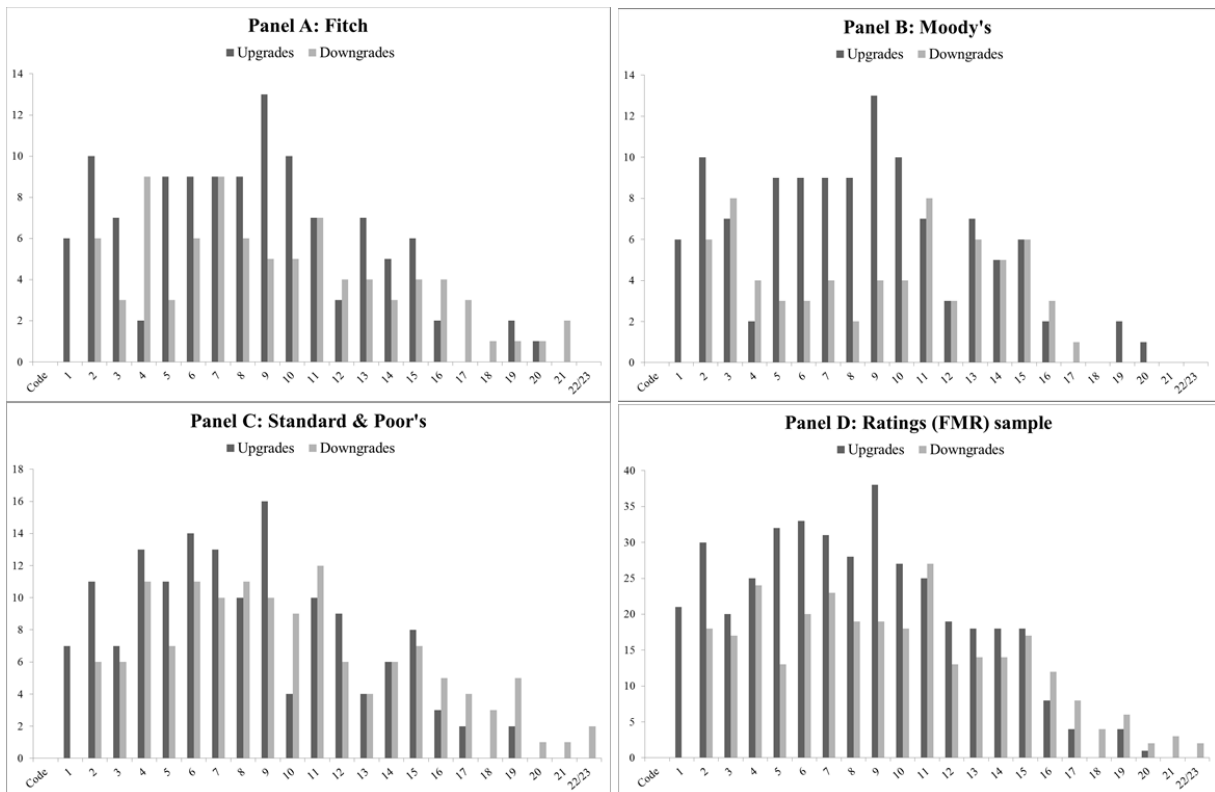 Panel A: Fitch
Upgrades Downgrades
14
12
10
8
6
4
2
0
Code 1 2 3 4 5 6 7 8 9 10 11 12 13 14 15 16 17 18 19 20 21 22/23
Panel B: Moody's
Upgrades Downgrades
14
12
10
8
6
4
2
0
Code 1 2 3 4 5 6 7 8 9 10 11 12 13 14 15 16 17 18 19 20 21 22/23
Panel C: Standard & Poor's
Upgrades Downgrades
18
16
14
12
10
8
6
4
2
0
Code 1 2 3 4 5 6 7 8 9 10 11 12 13 14 15 16 17 18 19 20 21 22/23
Panel D: Ratings (FMR) sample
Upgrades Downgrades
40
35
30
25
20
15
10
5
0
Code 1 2 3 4 5 6 7 8 9 10 11 12 13 14 15 16 17 18 19 20 21 22/23